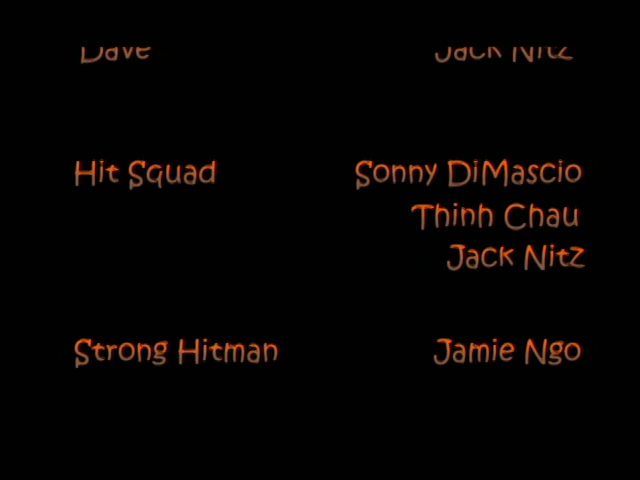 Dave Jack Nitz
Hit Squad Sonny DiMascio
Thinh Chau
Jack Nitz
Strong Hitman Jamie Ngo